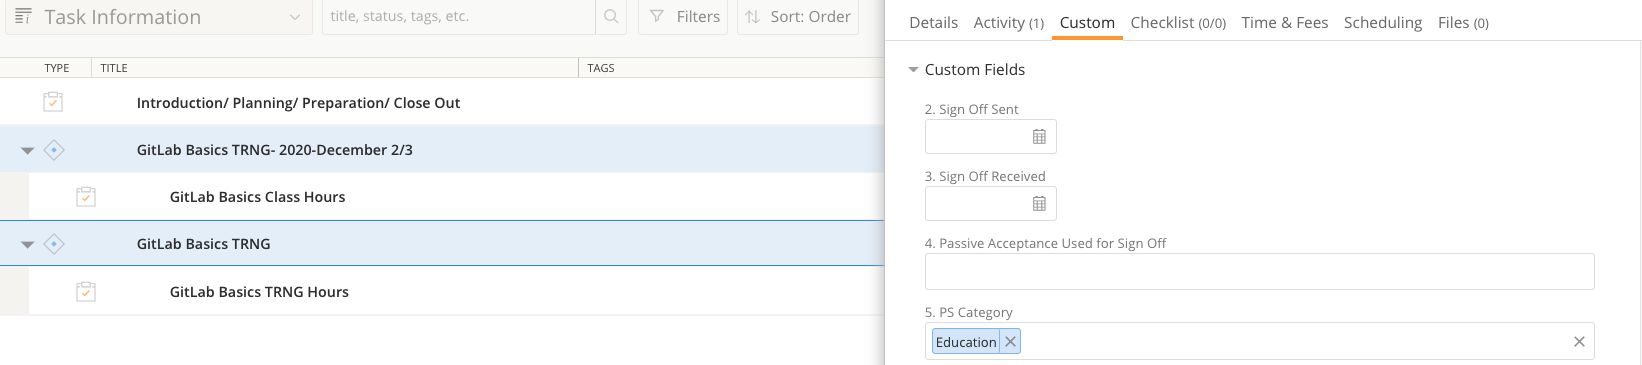 Task Information
title, status, tags, etc.
Filters
Sort: Order
TYPE TITLE TAGS
Introduction/ Planning/ Preparation/ Close Out
GitLab Basics TRNG- 2020-December 2/3
GitLab Basics Class Hours
GitLab Basics TRNG
GitLab Basics TRNG Hours
Details Activity (1) Custom Checklist (0/0) Time & Fees Scheduling Files (0)
Custom Fields
2. Sign Off Sent
3. Sign Off Received
4. Passive Acceptance Used for Sign Off
5. PS Category
Education